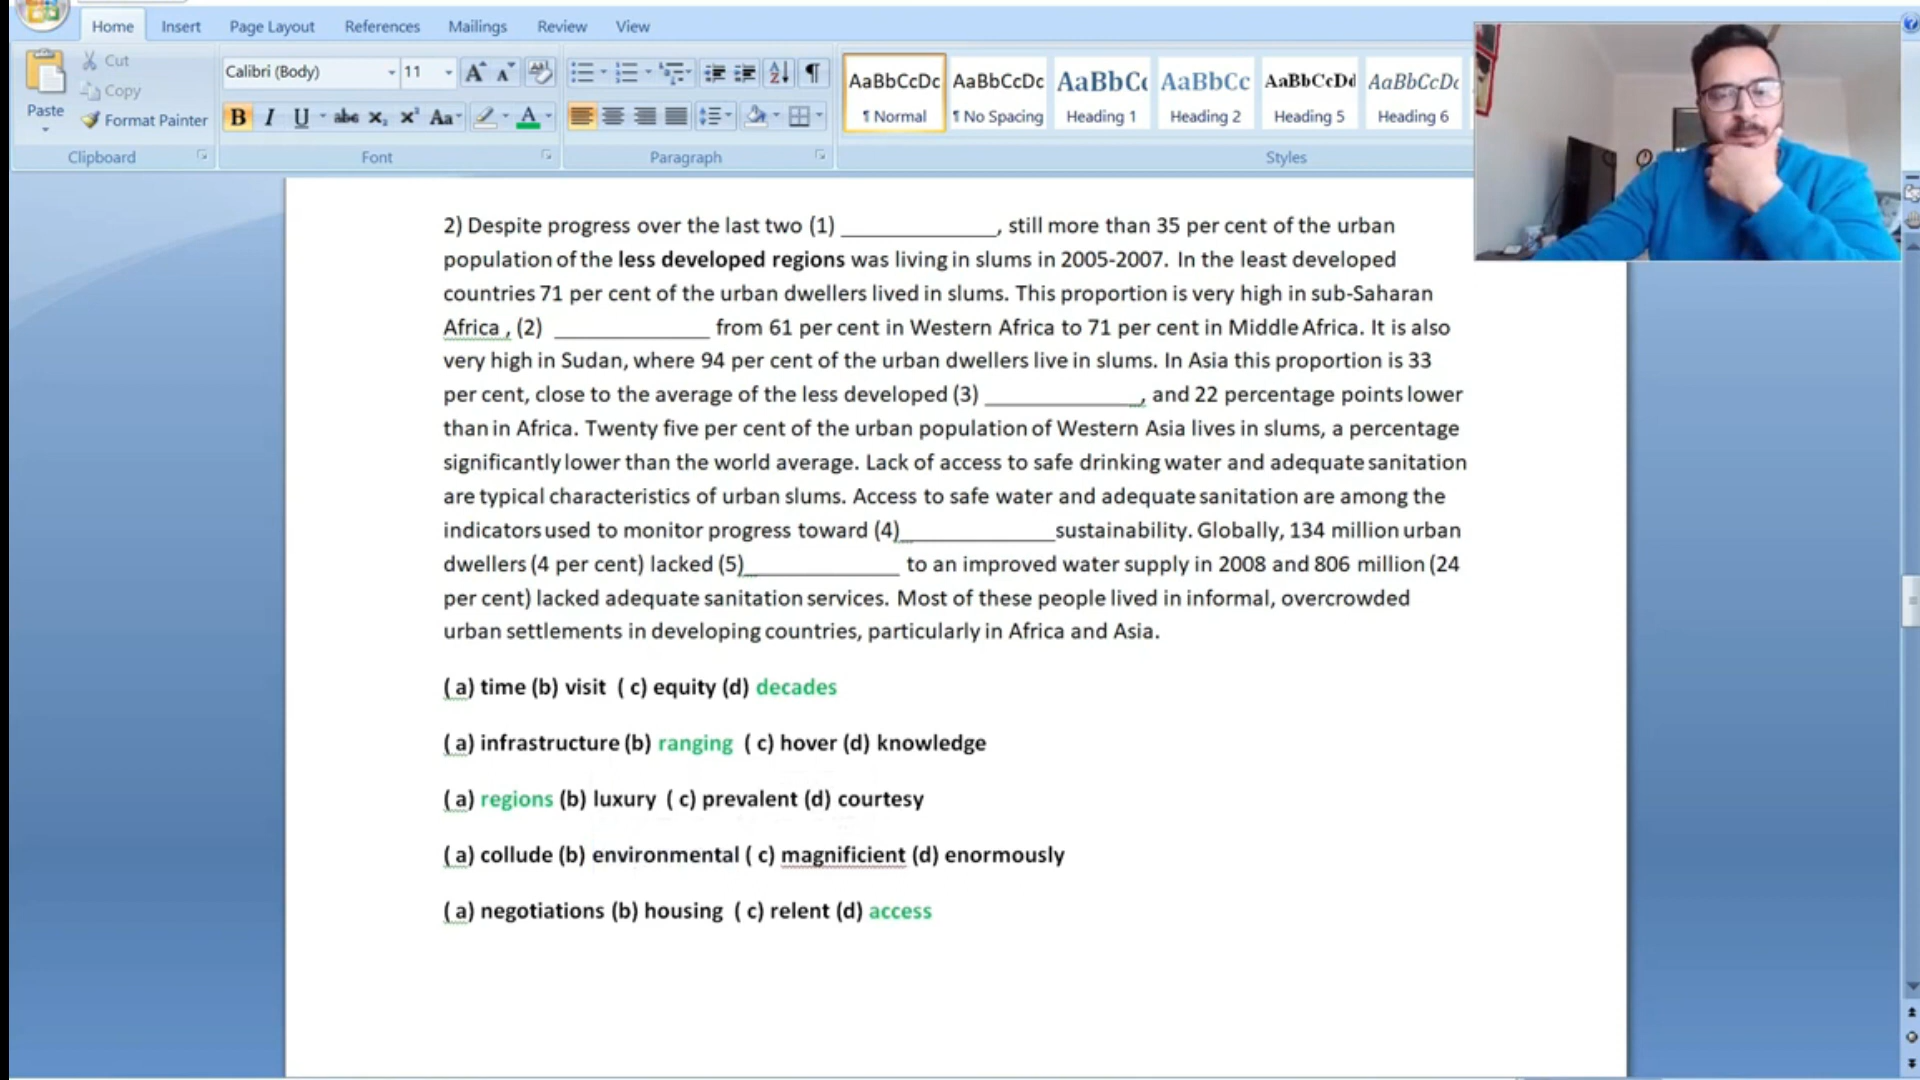 Home Insert Page Layout References Mailings Review View
Cut
Copy
Paste
Format Painter
Clipboard
Calibri (Body) 11
B I U abc x₂ x² Aa A
Font
Paragraph
AaBbCcDc AaBbCcDc AaBbC AaBbCc AaBbCcDd AaBbCcDc
¶ Normal ¶ No Spacing Heading 1 Heading 2 Heading 5 Heading 6
Styles
2) Despite progress over the last two (1) _____________, still more than 35 per cent of the urban
population of the less developed regions was living in slums in 2005-2007. In the least developed
countries 71 per cent of the urban dwellers lived in slums. This proportion is very high in sub-Saharan
Africa , (2) _____________ from 61 per cent in Western Africa to 71 per cent in Middle Africa. It is also
very high in Sudan, where 94 per cent of the urban dwellers live in slums. In Asia this proportion is 33
per cent, close to the average of the less developed (3) _____________, and 22 percentage points lower
than in Africa. Twenty five per cent of the urban population of Western Asia lives in slums, a percentage
significantly lower than the world average. Lack of access to safe drinking water and adequate sanitation
are typical characteristics of urban slums. Access to safe water and adequate sanitation are among the
indicators used to monitor progress toward (4)_____________sustainability. Globally, 134 million urban
dwellers (4 per cent) lacked (5)_____________ to an improved water supply in 2008 and 806 million (24
per cent) lacked adequate sanitation services. Most of these people lived in informal, overcrowded
urban settlements in developing countries, particularly in Africa and Asia.
( a) time (b) visit ( c) equity (d) decades
( a) infrastructure (b) ranging ( c) hover (d) knowledge
( a) regions (b) luxury ( c) prevalent (d) courtesy
( a) collude (b) environmental ( c) magnificient (d) enormously
( a) negotiations (b) housing ( c) relent (d) access